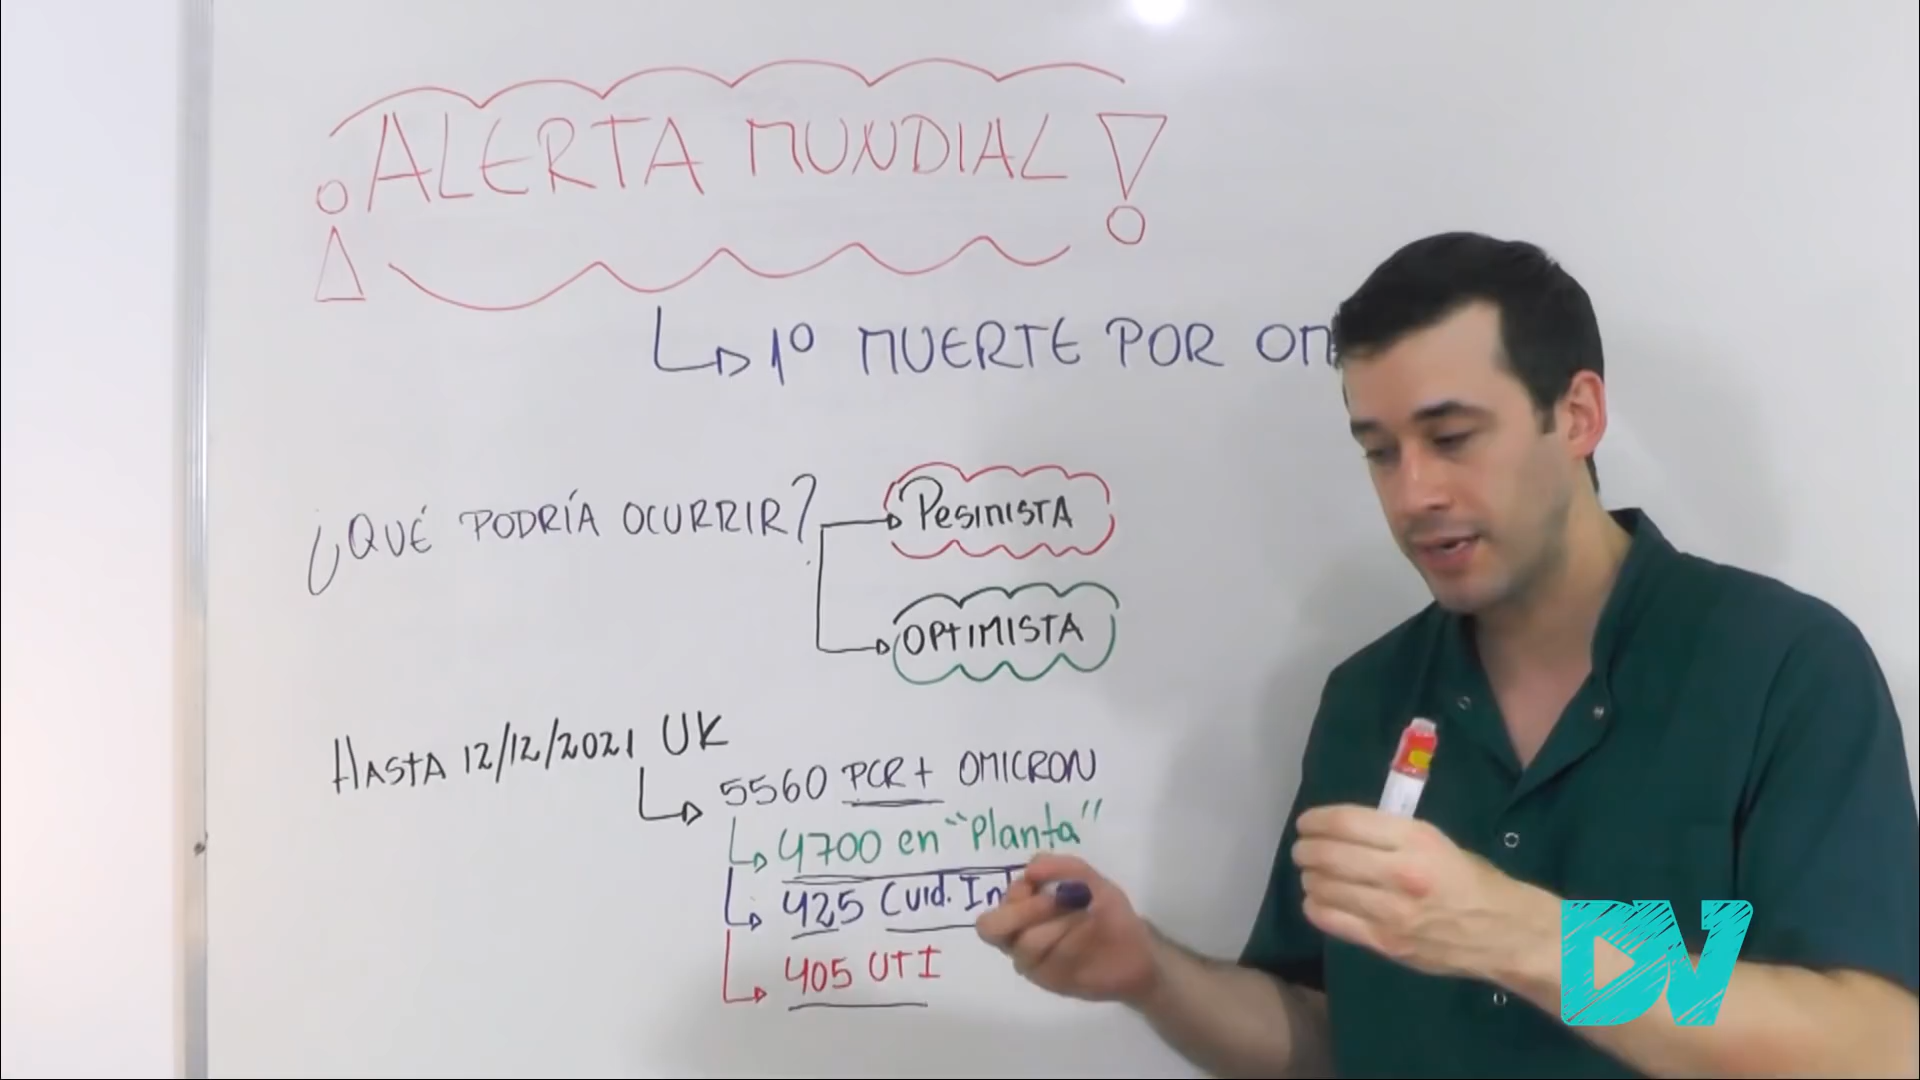 ¡ALERTA MUNDIAL!
1º MUERTE POR
¿QUÉ PODRÍA OCURRIR?
PESIMISTA
OPTIMISTA
HASTA 12/12/2021 UK
5560 PCR+ OMICRON
4700 en "Planta"
425 Cuid.
405 UTI
DV